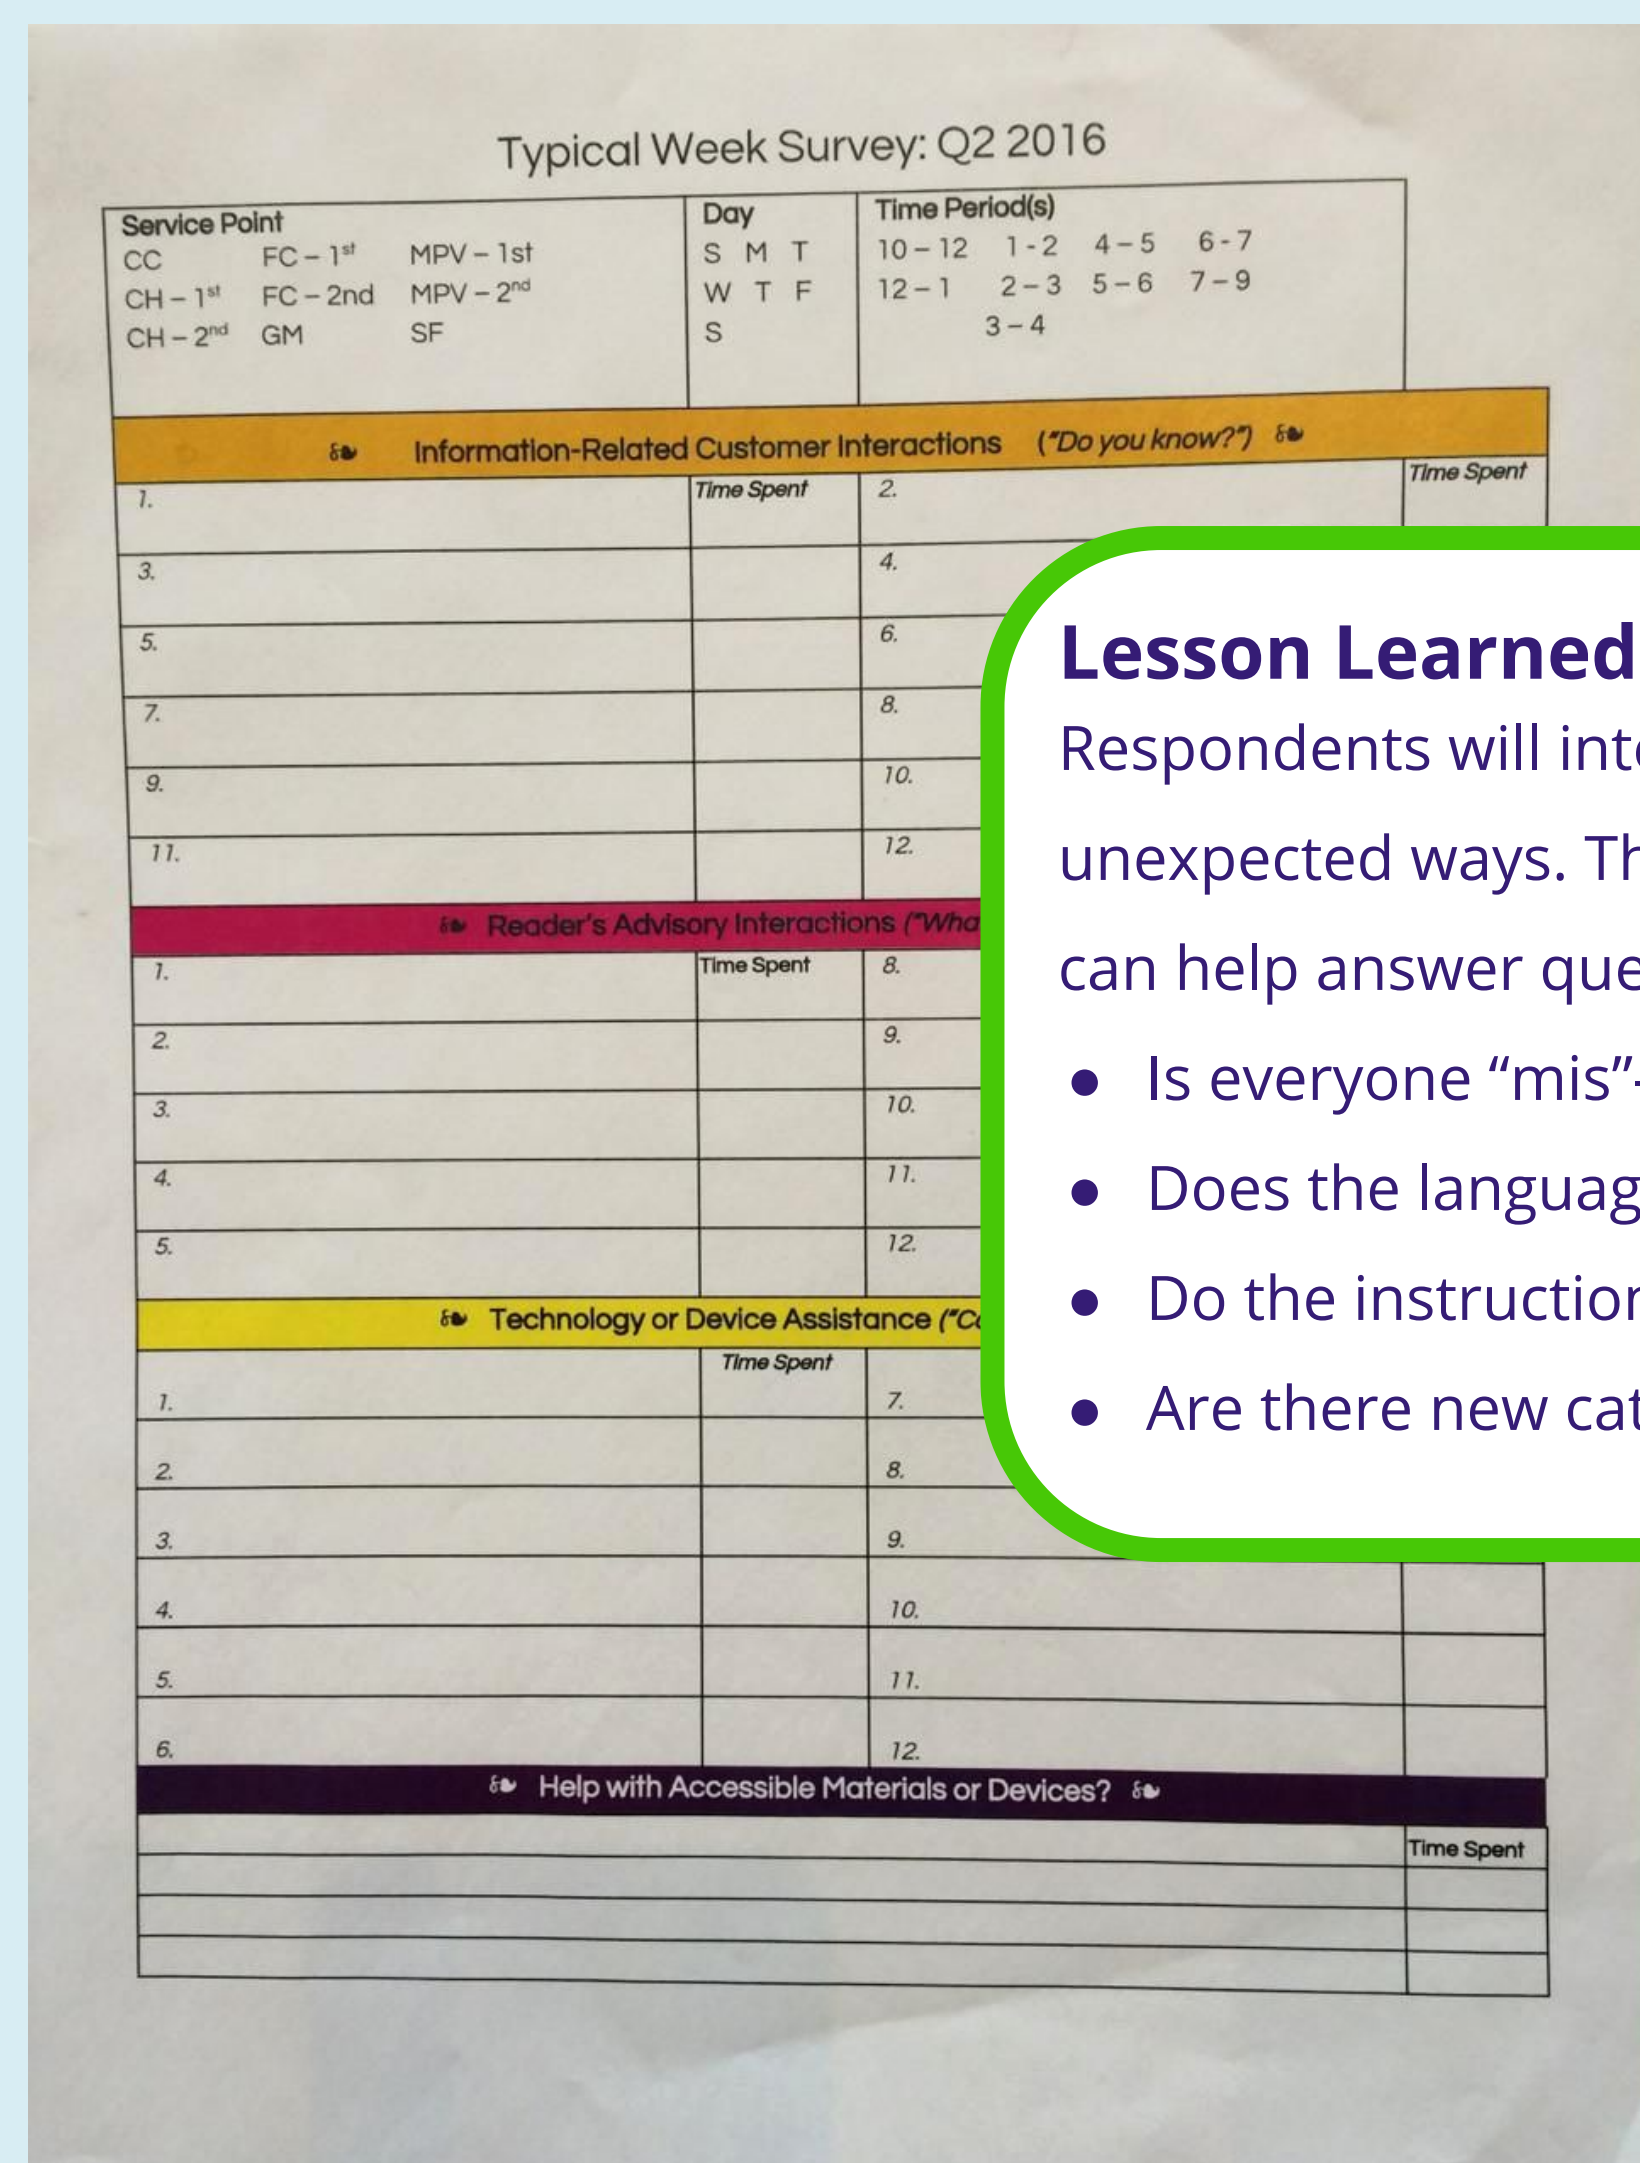 Typical Week Survey: Q2 2016
Service Point
CC FC – 1st MPV – 1st
CH – 1st FC – 2nd MPV – 2nd
CH – 2nd GM SF
Day
S M T
W T F
S
Time Period(s)
10 – 12 1 - 2 4 – 5 6 - 7
12 – 1 2 – 3 5 – 6 7 – 9
3 – 4
Information-Related Customer Interactions ("Do you know?")
1. Time Spent 2. Time Spent
3. 4.
5. 6.
7. 8.
9. 10.
11. 12.
Reader's Advisory Interactions ("Wha
1. Time Spent 8.
2. 9.
3. 10.
4. 11.
5. 12.
Technology or Device Assistance ("Co
Time Spent
1. 7.
2. 8.
3. 9.
4. 10.
5. 11.
6. 12.
Help with Accessible Materials or Devices?
Time Spent
Lesson Learned
Respondents will inte
unexpected ways. Th
can help answer que
● Is everyone “mis”-
● Does the languag
● Do the instruction
● Are there new cat